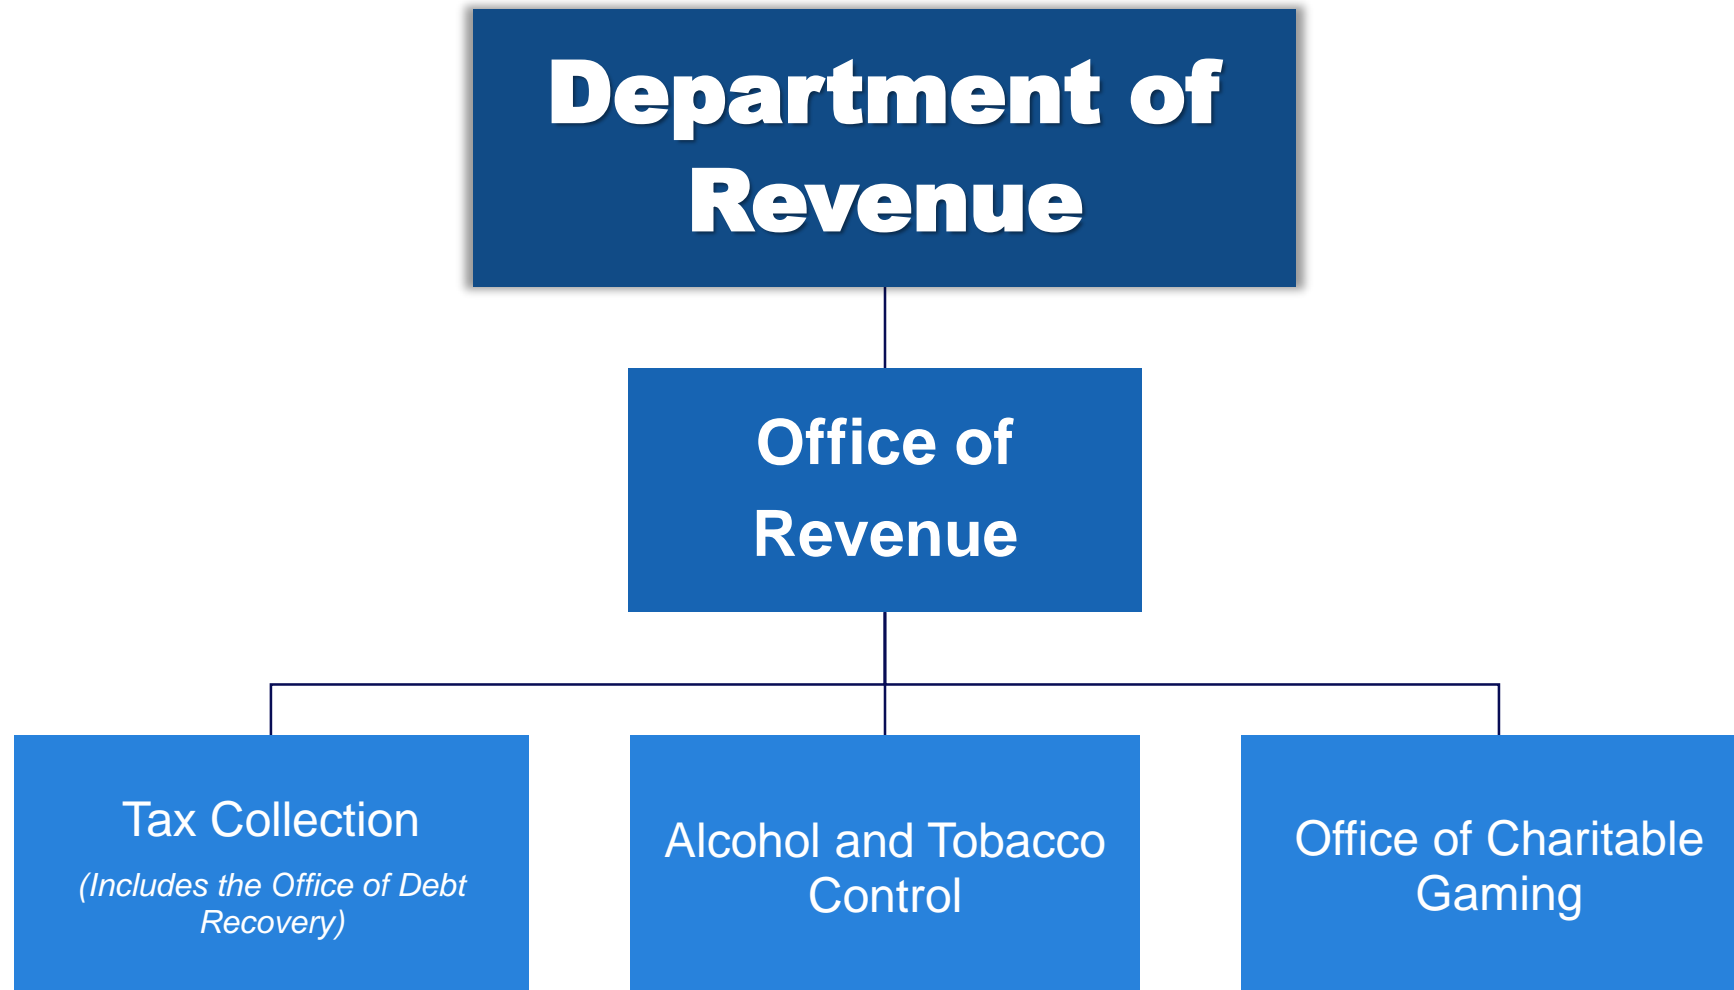 Department of
Revenue
Office of
Revenue
Tax Collection
(Includes the Office of Debt
Recovery)
Alcohol and Tobacco
Control
Office of Charitable
Gaming